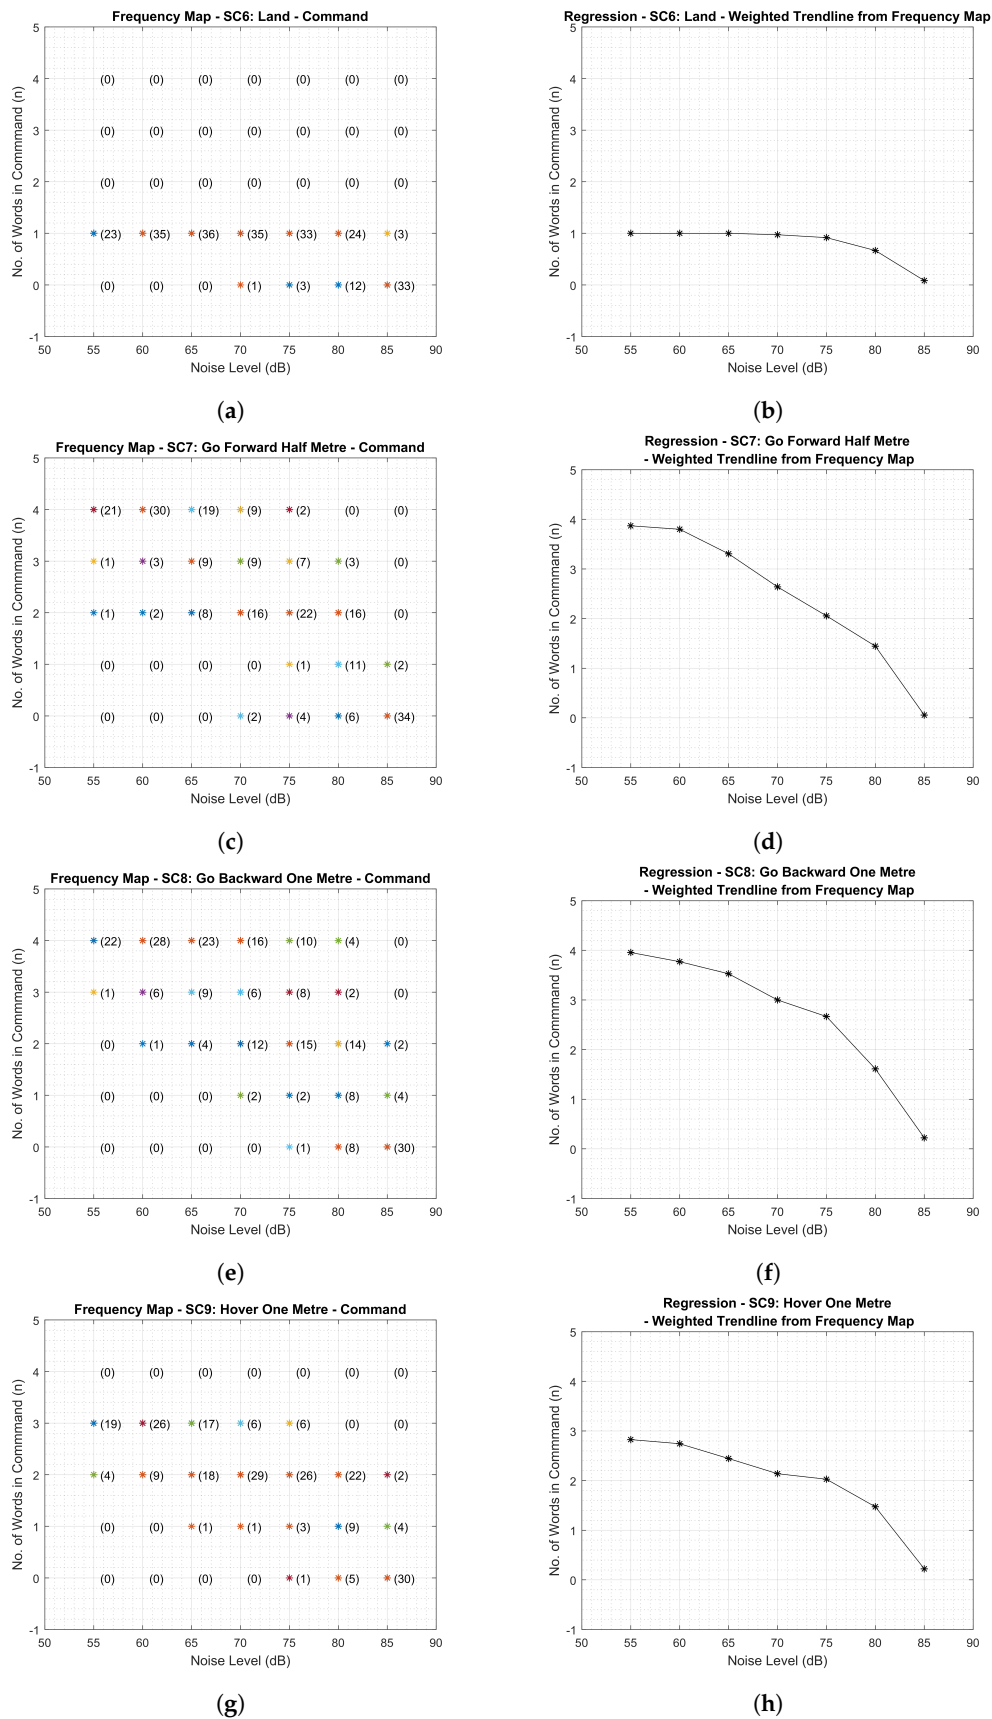 Frequency Map - SC6: Land - Command
No. of Words in Commmand (n)
5
4 (0) (0) (0) (0) (0) (0) (0)
3 (0) (0) (0) (0) (0) (0) (0)
2 (0) (0) (0) (0) (0) (0) (0)
1 (23) (35) (36) (35) (33) (24) (3)
0 (0) (0) (0) (1) (3) (12) (33)
-1
50 55 60 65 70 75 80 85 90
Noise Level (dB)
(a)
Regression - SC6: Land - Weighted Trendline from Frequency Map
No. of Words in Commmand (n)
5
4
3
2
1
0
-1
50 55 60 65 70 75 80 85 90
Noise Level (dB)
(b)
Frequency Map - SC7: Go Forward Half Metre - Command
No. of Words in Commmand (n)
5
4 (21) (30) (19) (9) (2) (0) (0)
3 (1) (3) (9) (9) (7) (3) (0)
2 (1) (2) (8) (16) (22) (16) (0)
1 (0) (0) (0) (0) (1) (11) (2)
0 (0) (0) (0) (2) (4) (6) (34)
-1
50 55 60 65 70 75 80 85 90
Noise Level (dB)
(c)
Regression - SC7: Go Forward Half Metre
- Weighted Trendline from Frequency Map
No. of Words in Commmand (n)
5
4
3
2
1
0
-1
50 55 60 65 70 75 80 85 90
Noise Level (dB)
(d)
Frequency Map - SC8: Go Backward One Metre - Command
No. of Words in Commmand (n)
5
4 (22) (28) (23) (16) (10) (4) (0)
3 (1) (6) (9) (6) (8) (2) (0)
2 (0) (1) (4) (12) (15) (14) (2)
1 (0) (0) (0) (2) (2) (8) (4)
0 (0) (0) (0) (0) (1) (8) (30)
-1
50 55 60 65 70 75 80 85 90
Noise Level (dB)
(e)
Regression - SC8: Go Backward One Metre
- Weighted Trendline from Frequency Map
No. of Words in Commmand (n)
5
4
3
2
1
0
-1
50 55 60 65 70 75 80 85 90
Noise Level (dB)
(f)
Frequency Map - SC9: Hover One Metre - Command
No. of Words in Commmand (n)
5
4 (0) (0) (0) (0) (0) (0) (0)
3 (19) (26) (17) (6) (6) (0) (0)
2 (4) (9) (18) (29) (26) (22) (2)
1 (0) (0) (1) (1) (3) (9) (4)
0 (0) (0) (0) (0) (1) (5) (30)
-1
50 55 60 65 70 75 80 85 90
Noise Level (dB)
(g)
Regression - SC9: Hover One Metre
- Weighted Trendline from Frequency Map
No. of Words in Commmand (n)
5
4
3
2
1
0
-1
50 55 60 65 70 75 80 85 90
Noise Level (dB)
(h)